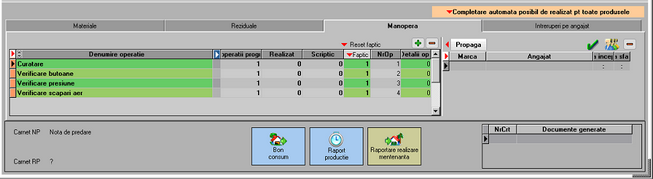 Completare automata posibil de realizat pt toate produsele
Materiale Reziduale Manopera Intreruperi pe angajat
Reset faptic Propaga
Denumire operatie operatii progr Realizat Scriptic Faptic NrOp Detalii op Marca Angajat
Curatare 1 0 0 1 1 0
Verificare butoane 1 0 0 1 2 0
Verificare presiune 1 0 0 1 3 0
Verificare scapari aer 1 0 0 1 4 0
Carnet NP Nota de predare
Carnet RP ?
Bon consum
Raport productie
Raportare realizare mentenanta
NrCrt Documente generate